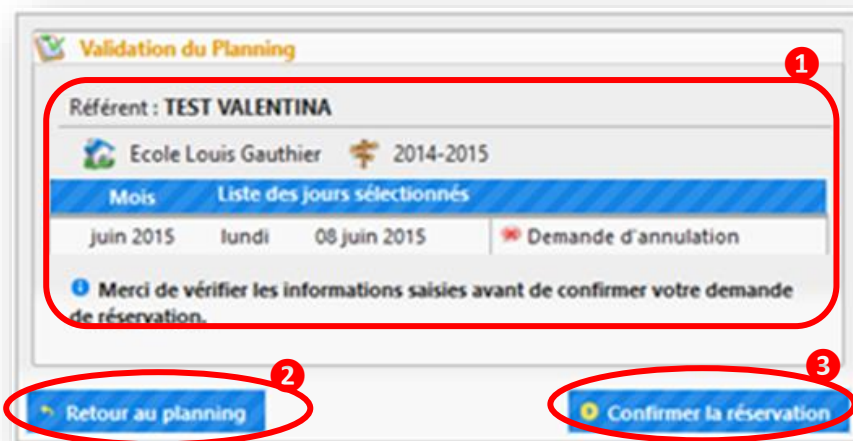 Validation du Planning
1
Référent : TEST VALENTINA
Ecole Louis Gauthier 2014-2015
Mois Liste des jours sélectionnés
juin 2015 lundi 08 juin 2015 Demande d'annulation
Merci de vérifier les informations saisies avant de confirmer votre demande
de réservation.
2
3
Retour au planning Confirmer la réservation